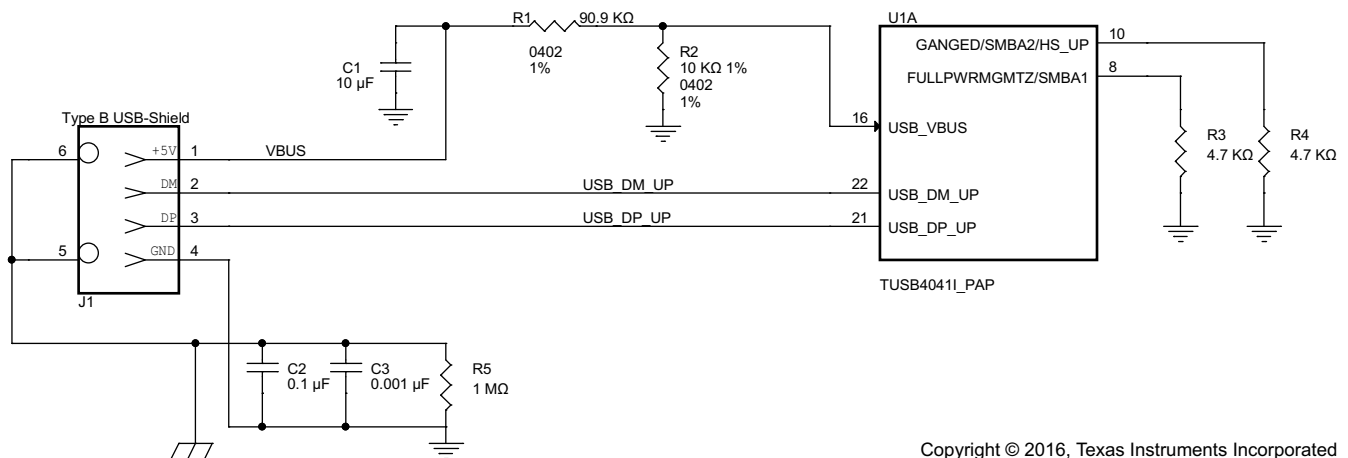 R1
90.9 KΩ
0402
1%
R2
10 KΩ 1%
0402
1%
C1
10 µF
U1A
GANGED/SMBA2/HS_UP
10
FULLPWRMGMTZ/SMBA1
8
16
USB_VBUS
R3
4.7 KΩ
R4
4.7 KΩ
Type B USB-Shield
6
+5V
1
VBUS
DM
2
USB_DM_UP
22
USB_DM_UP
DP
3
USB_DP_UP
21
USB_DP_UP
5
GND
4
J1
TUSB4041I_PAP
C2
0.1 µF
C3
0.001 µF
R5
1 MΩ
Copyright © 2016, Texas Instruments Incorporated